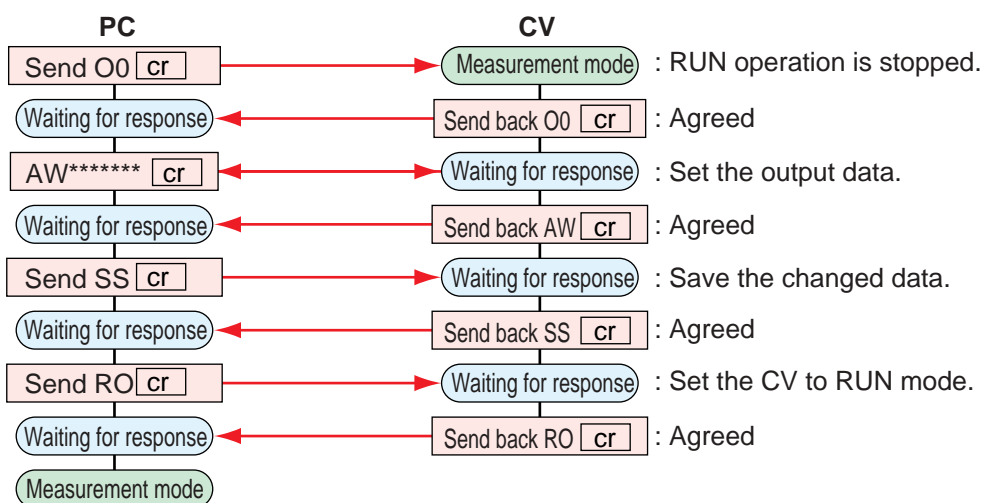 PC CV
Send O0 cr Measurement mode : RUN operation is stopped.
Waiting for response Send back O0 cr : Agreed
AW******* cr Waiting for response : Set the output data.
Waiting for response Send back AW cr : Agreed
Send SS cr Waiting for response : Save the changed data.
Waiting for response Send back SS cr : Agreed
Send RO cr Waiting for response : Set the CV to RUN mode.
Waiting for response Send back RO cr : Agreed
Measurement mode